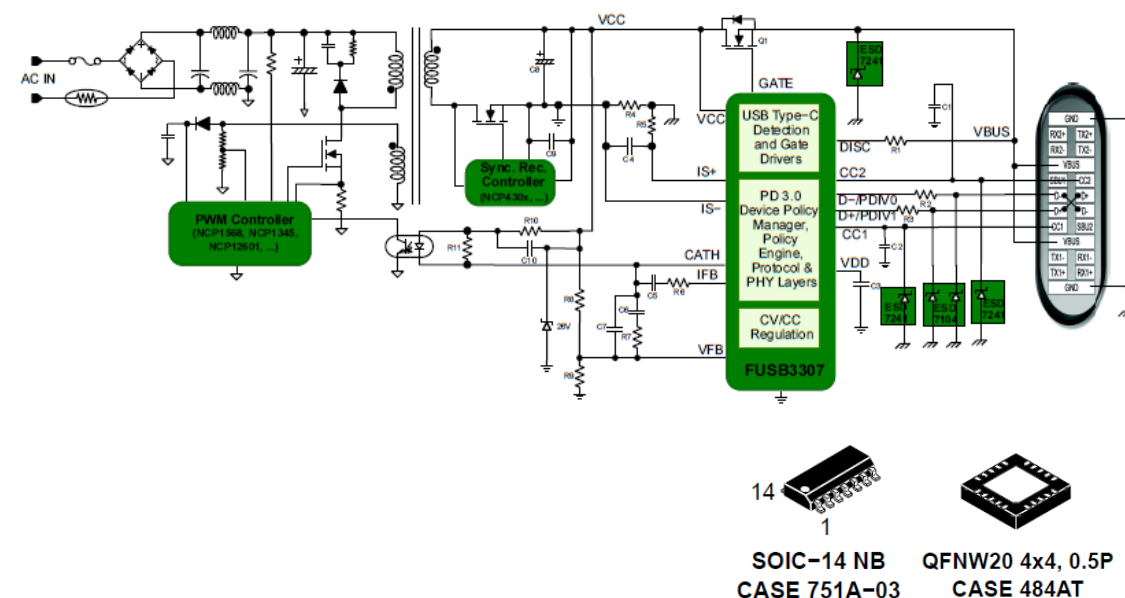 VCC
Q1
ESD
7241
AC IN
C8
GATE
R4
R5
C1
VCC
USB Type−C
Detection
and Gate
Drivers
VBUS
DISC
R1
C9
C4
Sync. Rec.
Controller
(NCP430x, ...)
IS+
IS−
CC2
D−/PDIV0
R2
D+/PDIV1
R3
CC1
C2
VDD
C3
PD 3.0
Device Policy
Manager,
Policy
Engine,
Protocol &
PHY Layers
PWM Controller
(NCP1568, NCP1345,
NCP12601, ...)
R10
R11
C10
CATH
IFB
C5
R6
R8
C6
C7
R7
26V
CV/CC
Regulation
VFB
R9
FUSB3307
ESD
7241
ESD
7104
ESD
7241
GND
RX2+ TX2+
RX2- TX2-
VBUS
SBU1 CC2
D- D+
D+ D-
CC1 SBU2
VBUS
TX1- RX1-
TX1+ RX1+
GND
14
1
SOIC−14 NB
CASE 751A−03
QFNW20 4x4, 0.5P
CASE 484AT